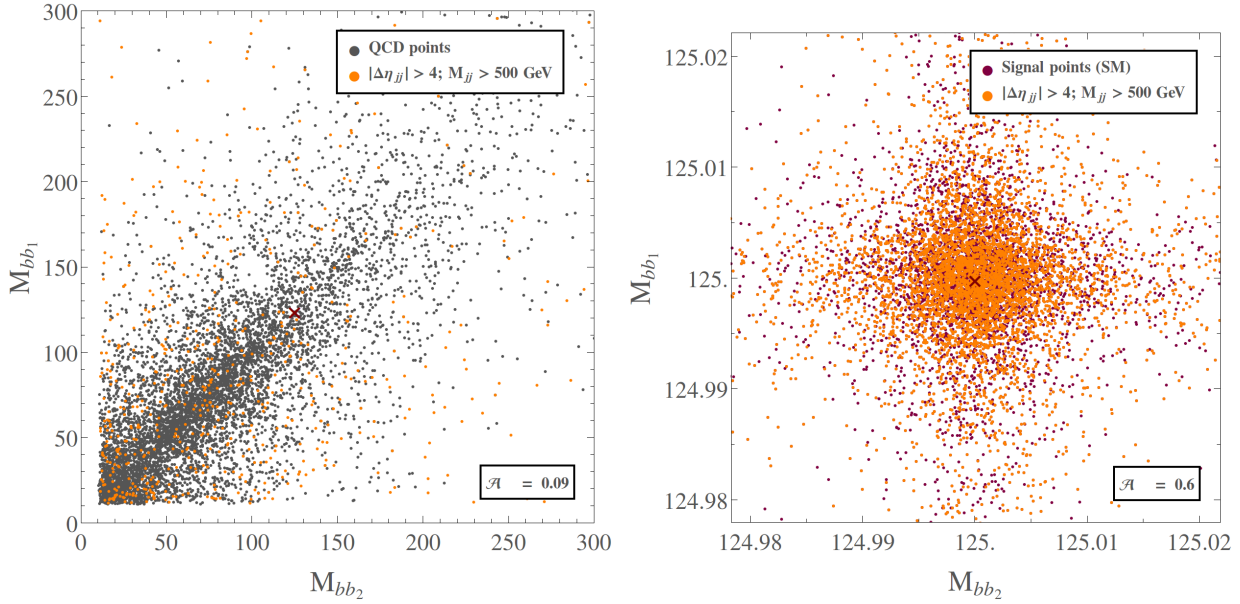 300
250
200
150
100
50
0
M_{bb_1}
QCD points
|Δη_{jj}| > 4; M_{jj} > 500 GeV
𝒜 = 0.09
0 50 100 150 200 250 300
M_{bb_2}
125.02
125.01
125.
124.99
124.98
M_{bb_1}
Signal points (SM)
|Δη_{jj}| > 4; M_{jj} > 500 GeV
𝒜 = 0.6
124.98 124.99 125. 125.01 125.02
M_{bb_2}